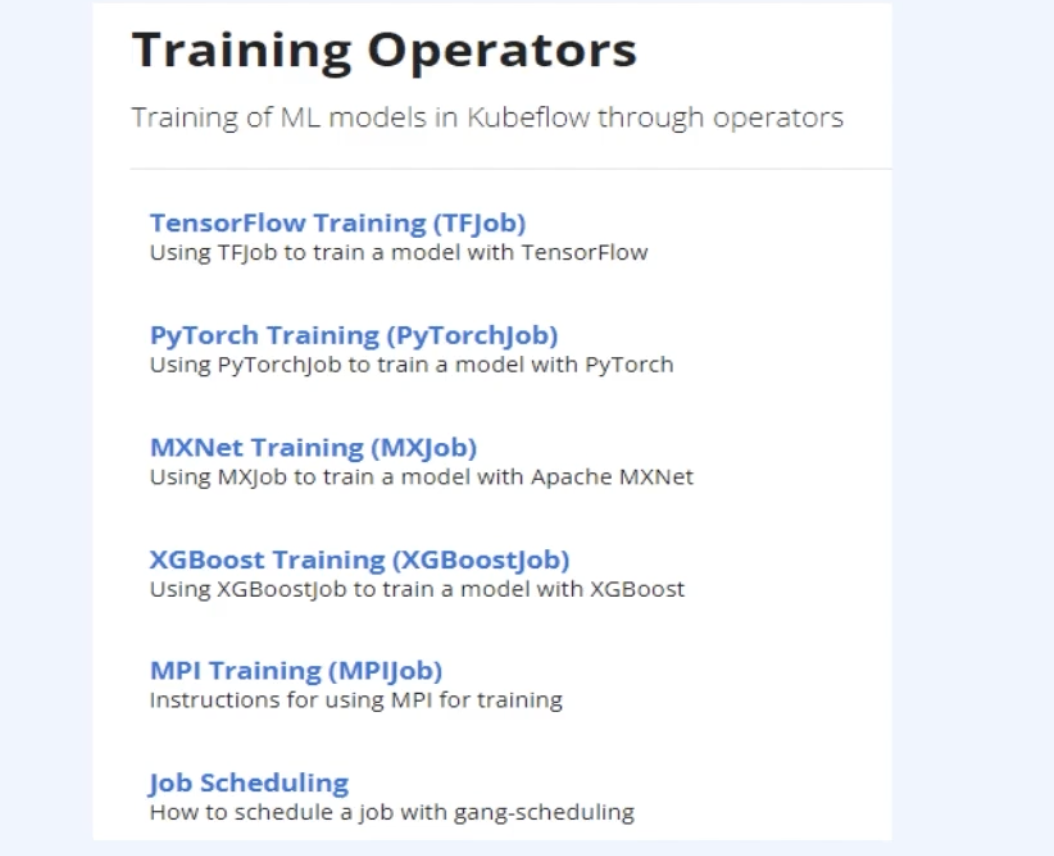 Training Operators
Training of ML models in Kubeflow through operators
TensorFlow Training (TFJob)
Using TFJob to train a model with TensorFlow
PyTorch Training (PyTorchJob)
Using PyTorchJob to train a model with PyTorch
MXNet Training (MXJob)
Using MXJob to train a model with Apache MXNet
XGBoost Training (XGBoostJob)
Using XGBoostJob to train a model with XGBoost
MPI Training (MPIJob)
Instructions for using MPI for training
Job Scheduling
How to schedule a job with gang-scheduling